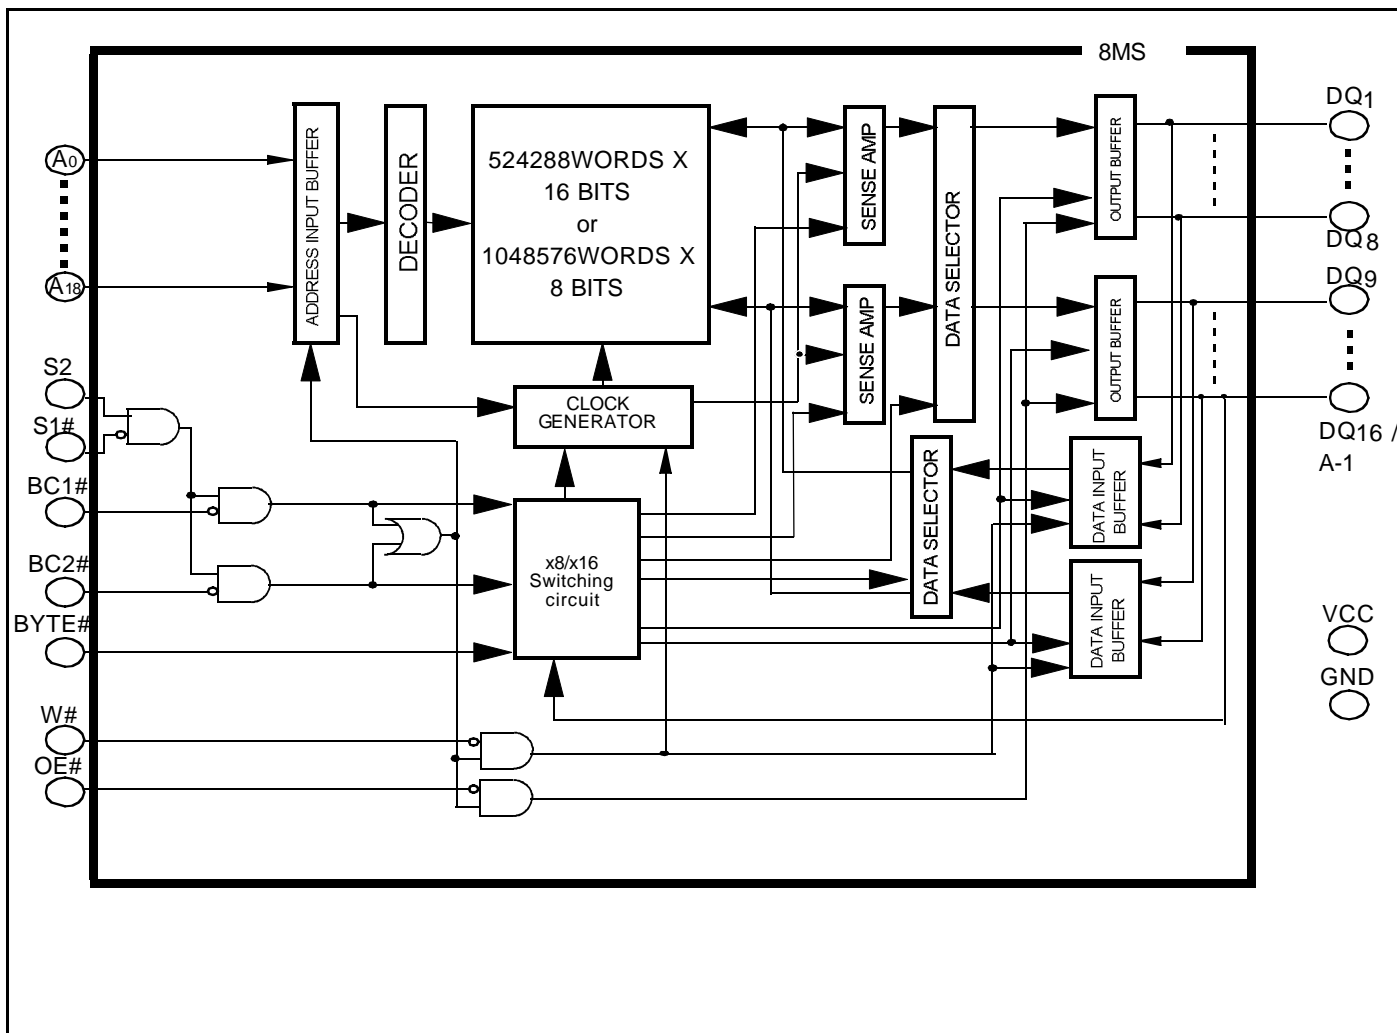 8MS
A0
A18
S2
S1#
BC1#
BC2#
BYTE#
W#
OE#
ADDRESS INPUT BUFFER
DECODER
524288WORDS X
16 BITS
or
1048576WORDS X
8 BITS
CLOCK
GENERATOR
x8/x16
Switching
circuit
SENSE AMP
SENSE AMP
DATA SELECTOR
DATA SELECTOR
OUTPUT BUFFER
OUTPUT BUFFER
DATA INPUT
BUFFER
DATA INPUT
BUFFER
DQ1
DQ8
DQ9
DQ16 /
A-1
VCC
GND